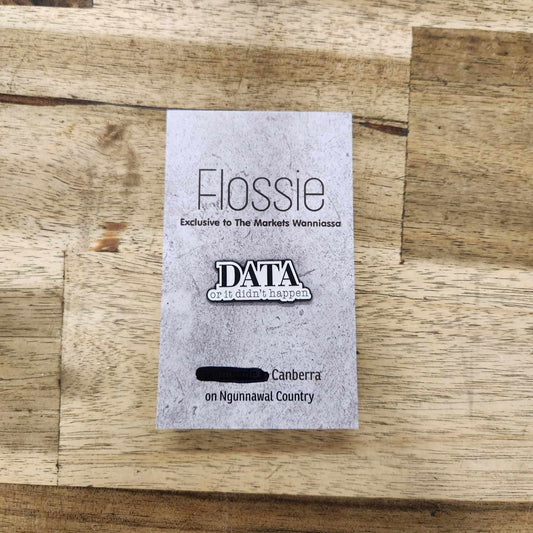 Flossie
Exclusive to The Markets Wanniassa
DATA
or it didn't happen
Canberra
on Ngunnawal Country